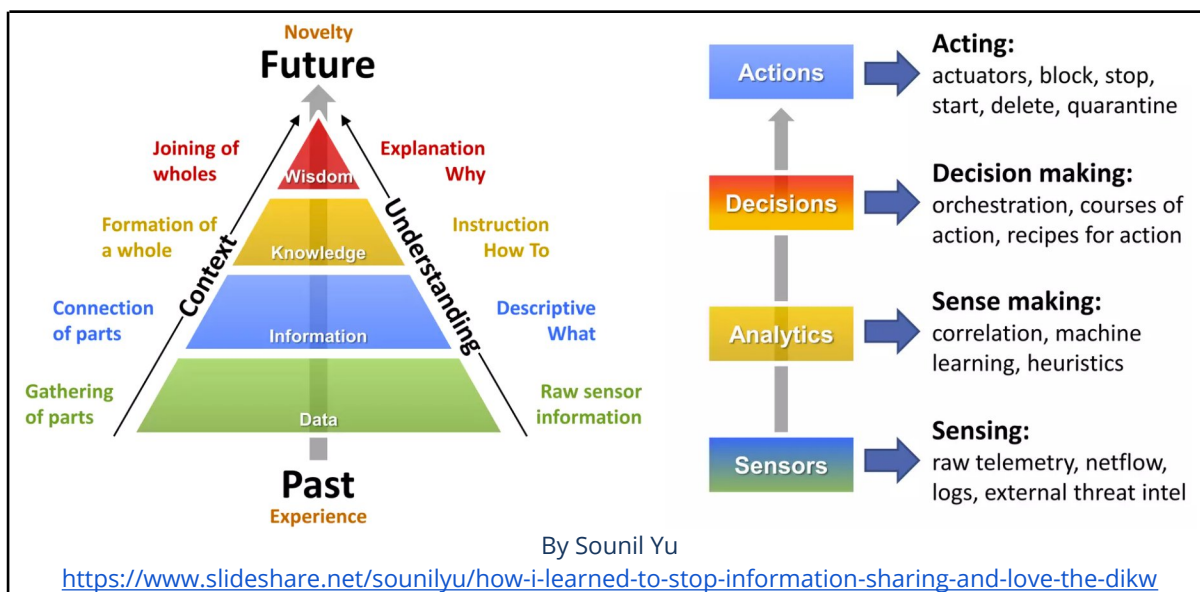 Novelty
Future
Joining of
wholes
Explanation
Why
Wisdom
Formation of
a whole
Instruction
How To
Knowledge
Context
Understanding
Connection
of parts
Descriptive
What
Information
Gathering
of parts
Raw sensor
information
Data
Past
Experience
Actions
Acting:
actuators, block, stop,
start, delete, quarantine
Decisions
Decision making:
orchestration, courses of
action, recipes for action
Analytics
Sense making:
correlation, machine
learning, heuristics
Sensors
Sensing:
raw telemetry, netflow,
logs, external threat intel
By Sounil Yu
https://www.slideshare.net/sounilyu/how-i-learned-to-stop-information-sharing-and-love-the-dikw